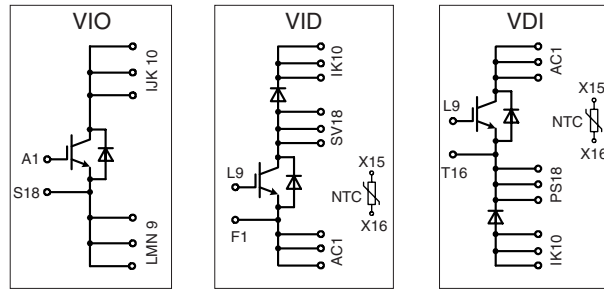 VIO
IJK 10
A1
S18
LMN 9
VID
IK10
SV18
L9
X15
NTC
X16
F1
AC1
VDI
AC1
L9
X15
NTC
X16
T16
PS18
IK10